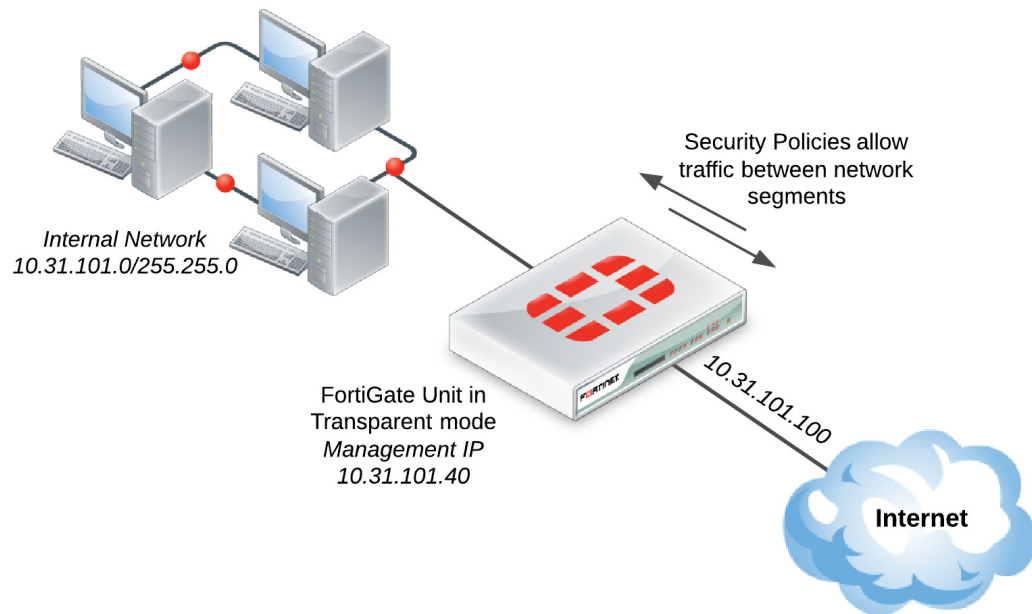 Security Policies allow
traffic between network
segments
Internal Network
10.31.101.0/255.255.0
FORTINET
FortiGate Unit in
Transparent mode
Management IP
10.31.101.40
10.31.101.100
Internet